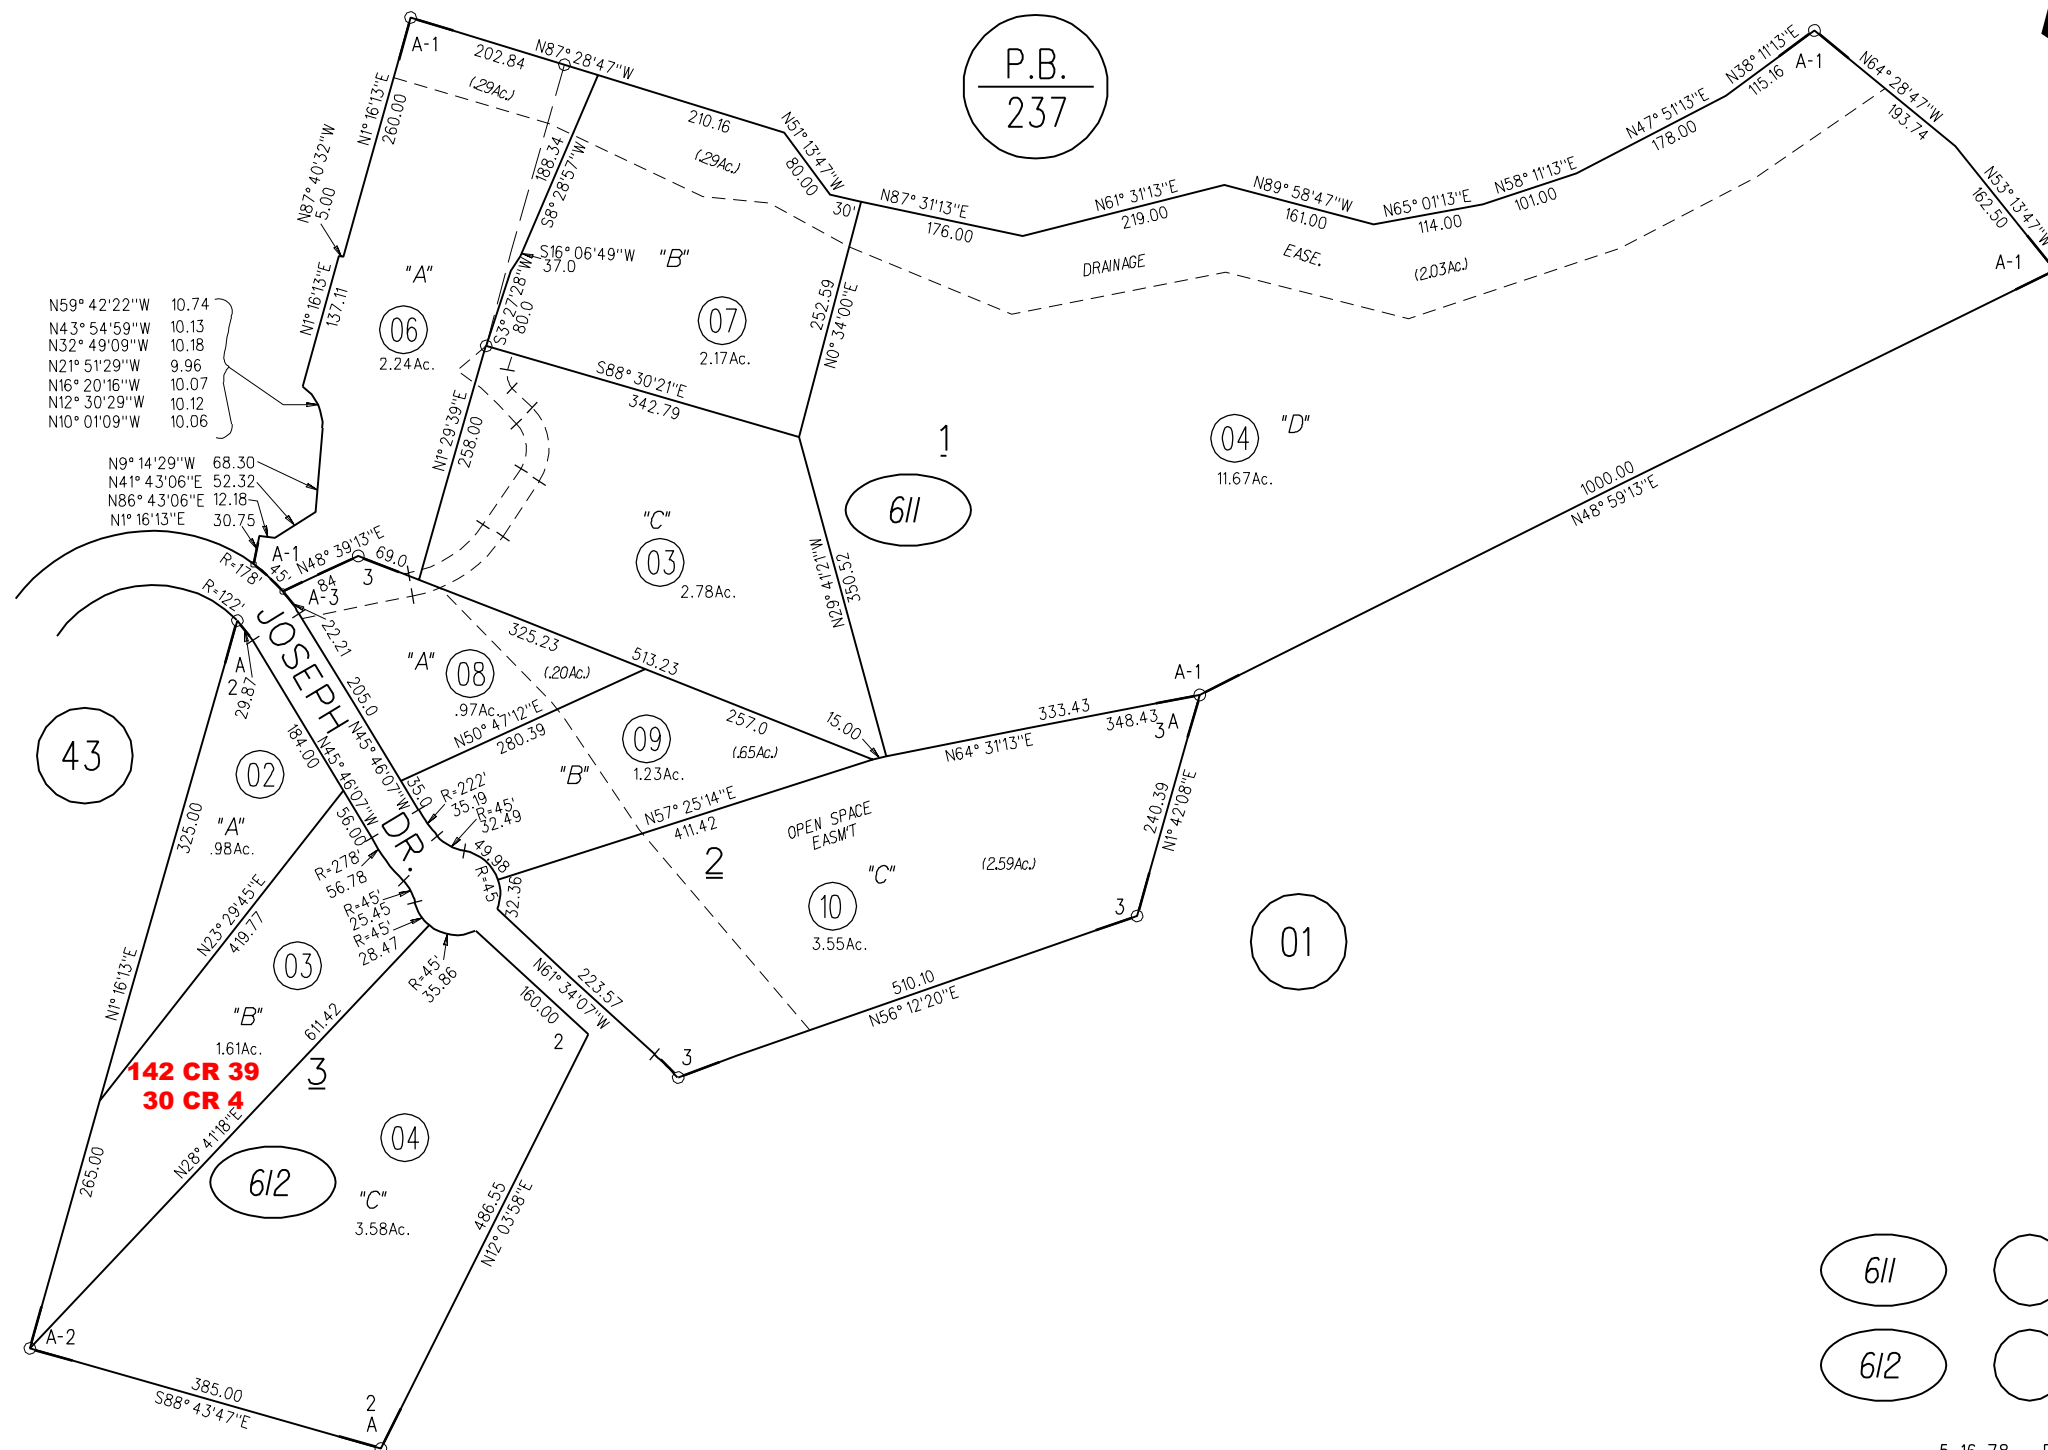 A-1
202.84
N87° 28'47"W
(.29Ac.)
N1° 16'13"E
260.00
188.34
S8° 28'57"W
210.16
(.29Ac.)
N51° 13'47"W
80.00
30'
P.B.
237
N87° 31'13"E
176.00
N61° 31'13"E
219.00
N89° 58'47"W
161.00
N65° 01'13"E
114.00
N58° 11'13"E
101.00
N47° 51'13"E
178.00
N38° 11'13"E
115.16
A-1
N64° 28'47"W
193.74
N53° 13'47"W
162.50
A-1
DRAINAGE
EASE.
(2.03Ac.)
N87° 40'32"W
5.00
N1° 16'13"E
137.11
"A"
06
2.24Ac.
S16° 06'49"W
37.0
S3° 27'28"W
80.0
"B"
07
2.17Ac.
252.59
N0° 34'00"E
N59° 42'22"W 10.74
N43° 54'59"W 10.13
N32° 49'09"W 10.18
N21° 51'29"W 9.96
N16° 20'16"W 10.07
N12° 30'29"W 10.12
N10° 01'09"W 10.06
N9° 14'29"W 68.30
N41° 43'06"E 52.32
N86° 43'06"E 12.18
N1° 16'13"E 30.75
S88° 30'21"E
342.79
N1° 29'39"E
258.00
1
611
04
"D"
11.67Ac.
1000.00
N48° 59'13"E
"C"
03
2.78Ac.
N29° 41'21"W
350.52
A-1
N48° 39'13"E
84
69.0
3
R=178'
45'
A-3
R=122'
22.21
JOSEPH DR.
A
2
29.87
205.0
N45° 46'07"W
"A"
08
.97Ac.
325.23
(.20Ac.)
513.23
N50° 47'12"E
280.39
257.0
15.00
09
1.23Ac.
(.65Ac.)
"B"
333.43
348.43
N64° 31'13"E
A-1
3 A
43
184.00
N45° 46'07"W
56.00
02
"A"
.98Ac.
325.00
35.0
R=222'
35.19
R=45'
32.49
49.98
R=45
32.36
N57° 25'14"E
411.42
OPEN SPACE
EASM'T
2
"C"
(2.59Ac.)
10
3.55Ac.
240.39
N1° 42'08"E
3
01
R=278'
56.78
R=45'
25.45
R=45'
28.47
R=45'
35.86
N23° 29'45"E
419.77
03
"B"
1.61Ac.
N1° 16'13"E
611.42
N28° 41'18"E
142 CR 39
30 CR 4
3
N61° 34'07"W
223.57
160.00
2
3
510.10
N56° 12'20"E
04
612
"C"
3.58Ac.
486.55
N12° 03'58"E
265.00
A-2
385.00
S88° 43'47"E
2
A
611
612
5-16-78